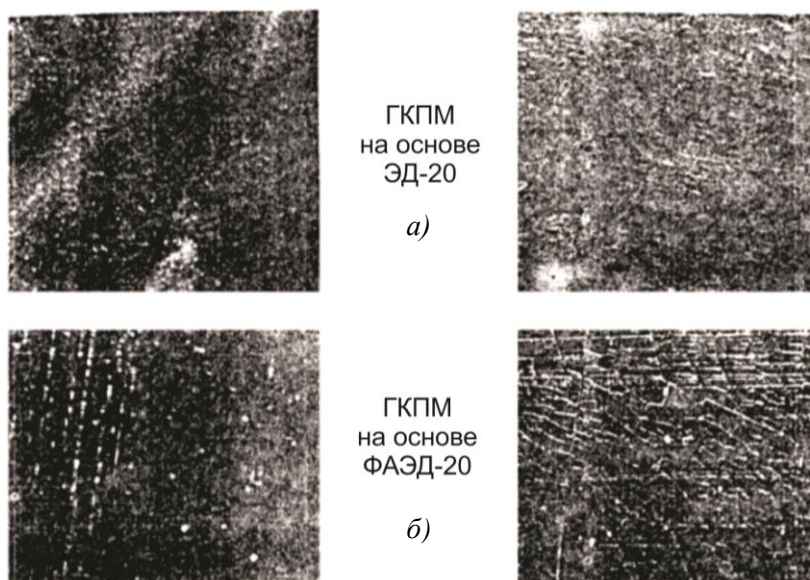 ГКПМ
на основе
ЭД-20
а)
ГКПМ
на основе
ФАЭД-20
б)